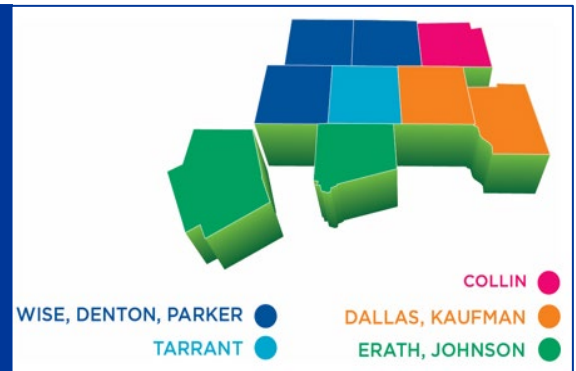 COLLIN
WISE, DENTON, PARKER
DALLAS, KAUFMAN
TARRANT
ERATH, JOHNSON